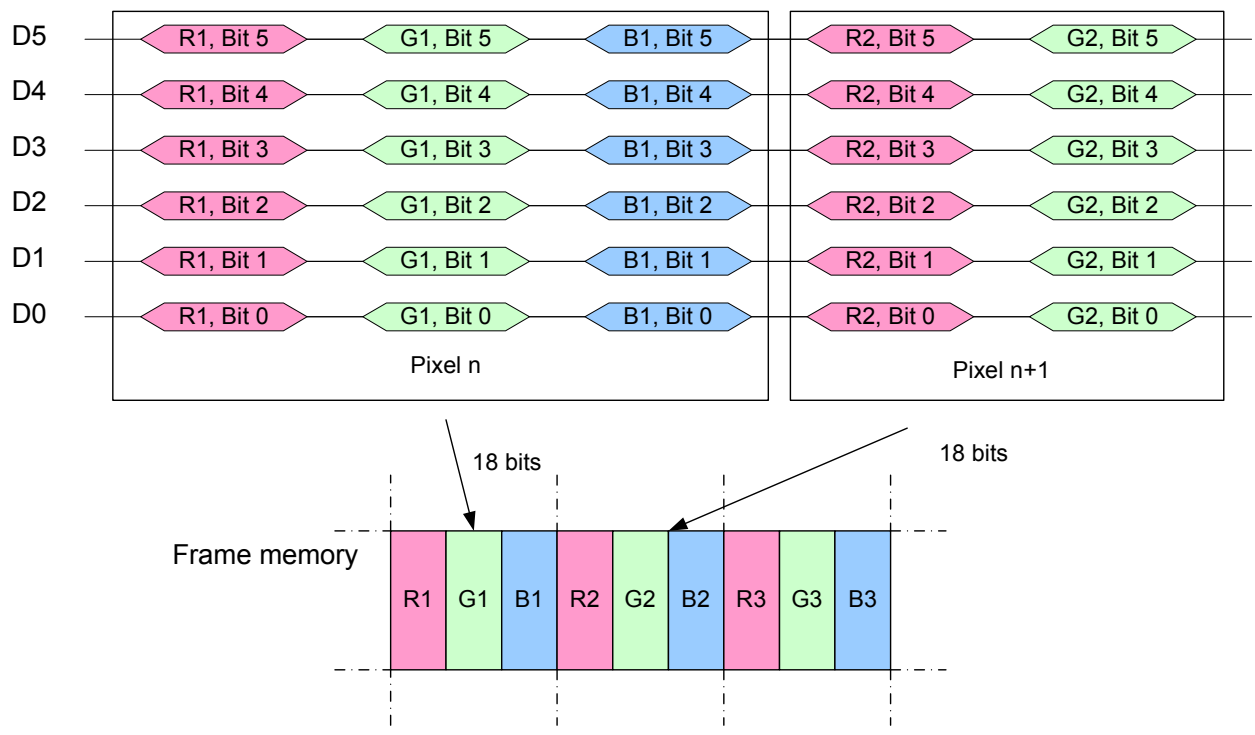 D5 R1, Bit 5 G1, Bit 5 B1, Bit 5 R2, Bit 5 G2, Bit 5
D4 R1, Bit 4 G1, Bit 4 B1, Bit 4 R2, Bit 4 G2, Bit 4
D3 R1, Bit 3 G1, Bit 3 B1, Bit 3 R2, Bit 3 G2, Bit 3
D2 R1, Bit 2 G1, Bit 2 B1, Bit 2 R2, Bit 2 G2, Bit 2
D1 R1, Bit 1 G1, Bit 1 B1, Bit 1 R2, Bit 1 G2, Bit 1
D0 R1, Bit 0 G1, Bit 0 B1, Bit 0 R2, Bit 0 G2, Bit 0
Pixel n Pixel n+1
18 bits 18 bits
Frame memory
R1 G1 B1 R2 G2 B2 R3 G3 B3